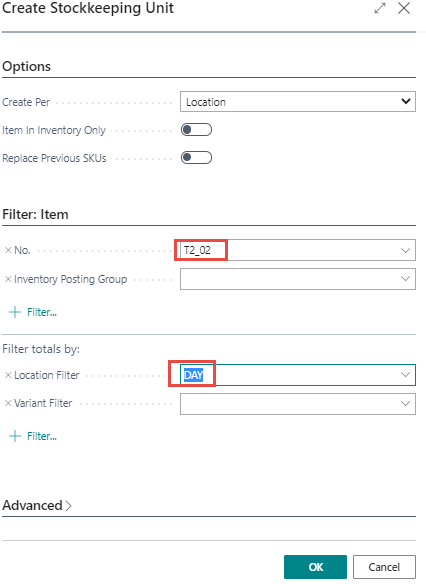 Create Stockkeeping Unit
Options
Create Per Location
Item In Inventory Only
Replace Previous SKUs
Filter: Item
× No. T2_02
× Inventory Posting Group
+ Filter...
Filter totals by:
× Location Filter DAY
× Variant Filter
+ Filter...
Advanced >
OK Cancel